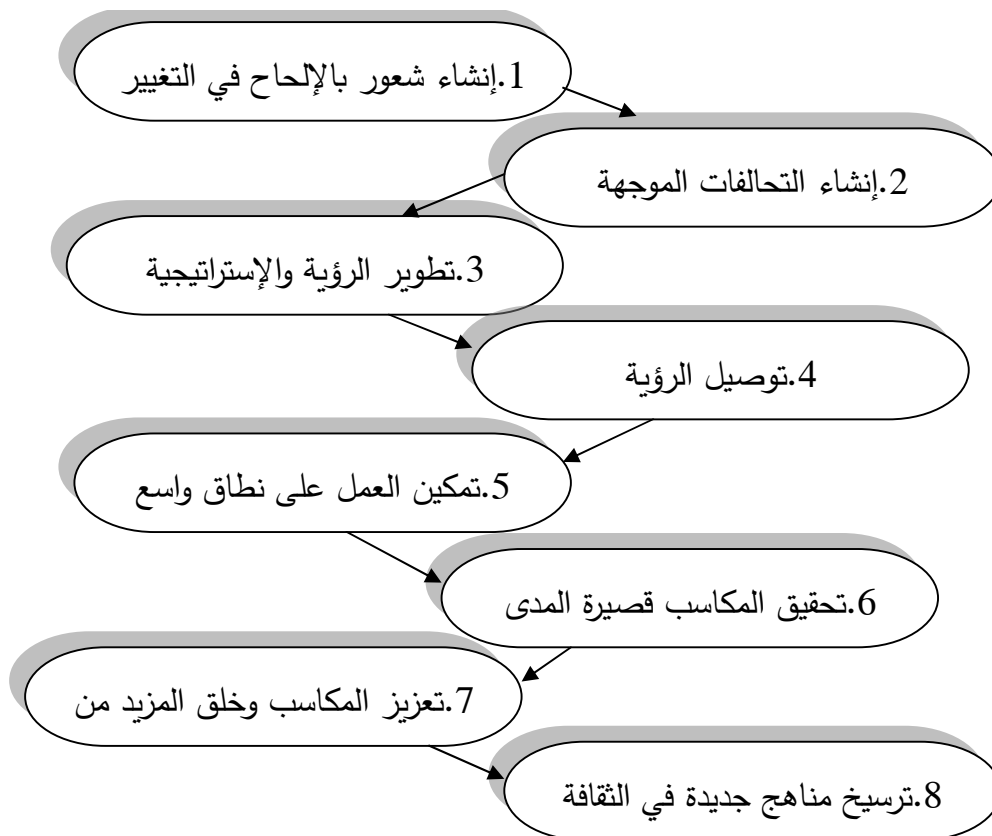 1.إنشاء شعور بالإلحاح في التغيير
2.إنشاء التحالفات الموجهة
3.تطوير الرؤية والإستراتيجية
4.توصيل الرؤية
5.تمكين العمل على نطاق واسع
6.تحقيق المكاسب قصيرة المدى
7.تعزيز المكاسب وخلق المزيد من
8.ترسيخ مناهج جديدة في الثقافة